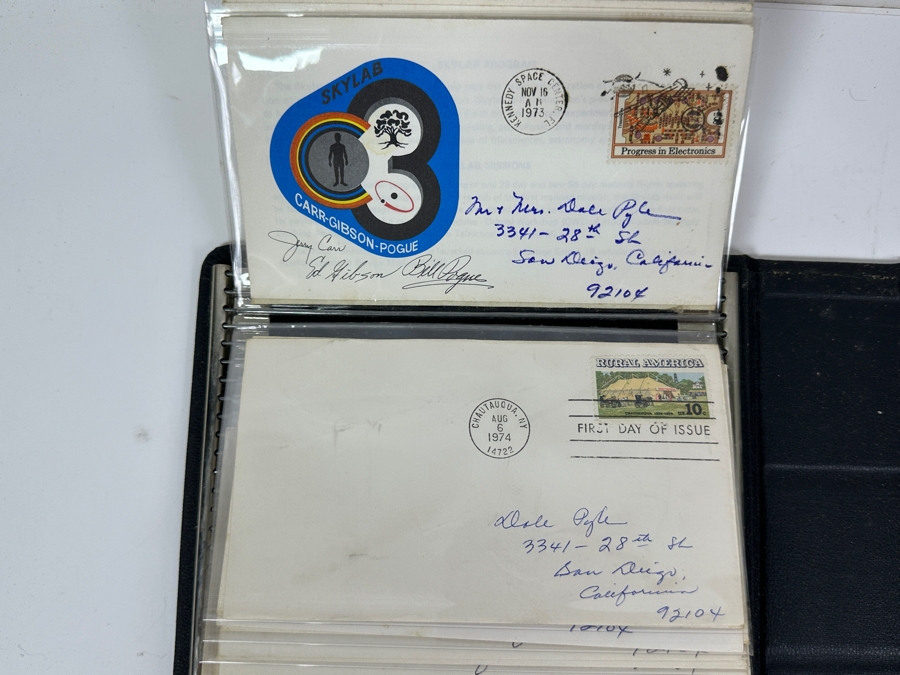 SKYLAB
CARR-GIBSON-POGUE
Jerry Carr
Ed Gibson Bill Pogue
KENNEDY SPACE CENTER, FL
NOV 16
AM
1973
Progress in Electronics
Mr & Mrs. Dale Pyle
3341- 28th St
San Diego, California
92104
RURAL AMERICA
10c
CHAUTAUQUA, NY
AUG
6
1974
14722
FIRST DAY OF ISSUE
Dale Pyle
3341- 28th St
San Diego,
California
92104